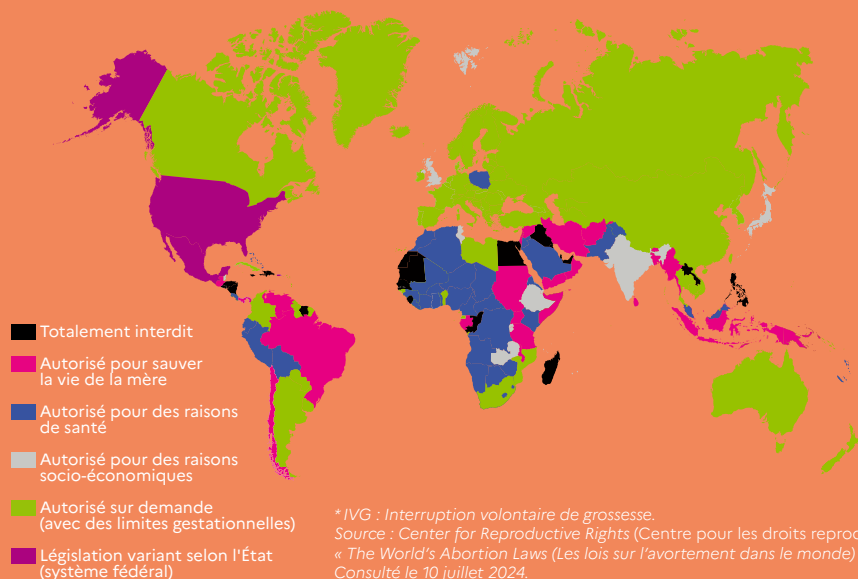 Totalement interdit
Autorisé pour sauver
la vie de la mère
Autorisé pour des raisons
de santé
Autorisé pour des raisons
socio-économiques
Autorisé sur demande
(avec des limites gestationnelles)
Législation variant selon l'État
(système fédéral)
* IVG : Interruption volontaire de grossesse.
Source : Center for Reproductive Rights (Centre pour les droits
« The World's Abortion Laws (Les lois sur l'avortement dans le monde)
Consulté le 10 juillet 2024.